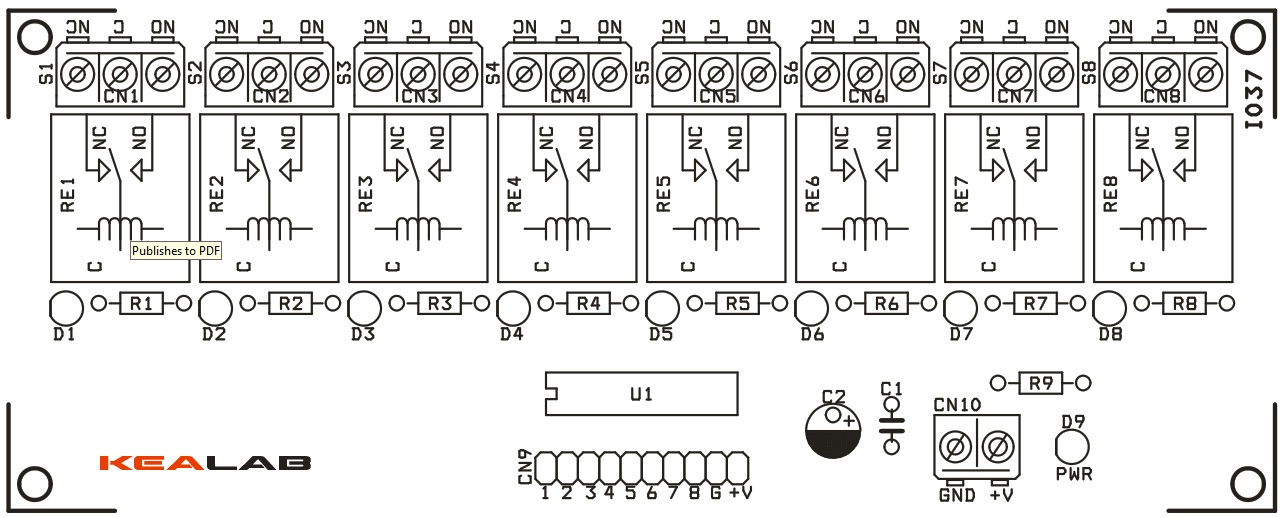 NC C NO NC C NO NC C NO NC C NO NC C NO NC C NO NC C NO NC C NO
S1 S2 S3 S4 S5 S6 S7 S8
CN1 CN2 CN3 CN4 CN5 CN6 CN7 CN8
IO37
NC NO NC NO NC NO NC NO NC NO NC NO NC NO NC NO
RE1 RE2 RE3 RE4 RE5 RE6 RE7 RE8
Publishes to PDF
C C C C C C C C
R1 R2 R3 R4 R5 R6 R7 R8
D1 D2 D3 D4 D5 D6 D7 D8
U1
R9
C2 + C1
CN10
D9
KEALAB
CN9
PWR
1 2 3 4 5 6 7 8 G +V
GND +V